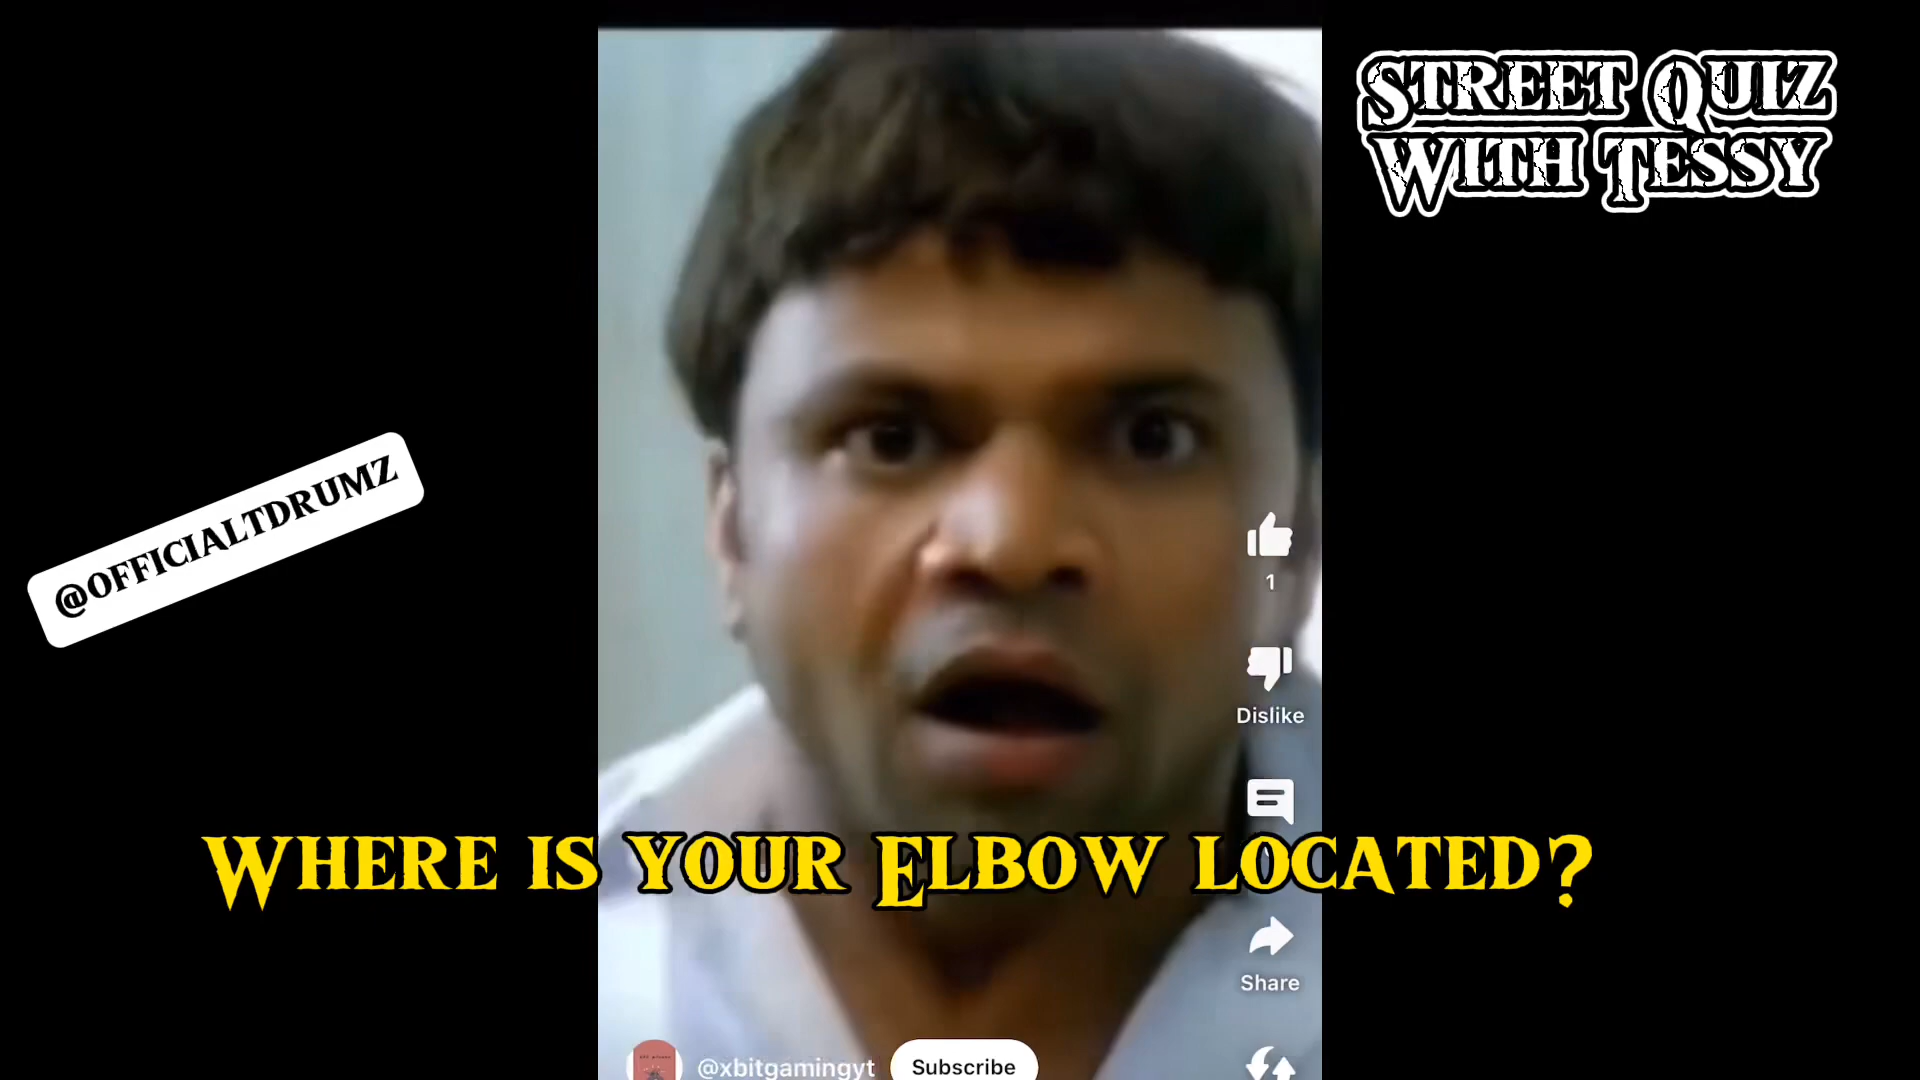 Street Quiz
With Tessy
@officialtdrumz
1
Dislike
Where is your Elbow located?
Share
@xbitgamingyt
Subscribe